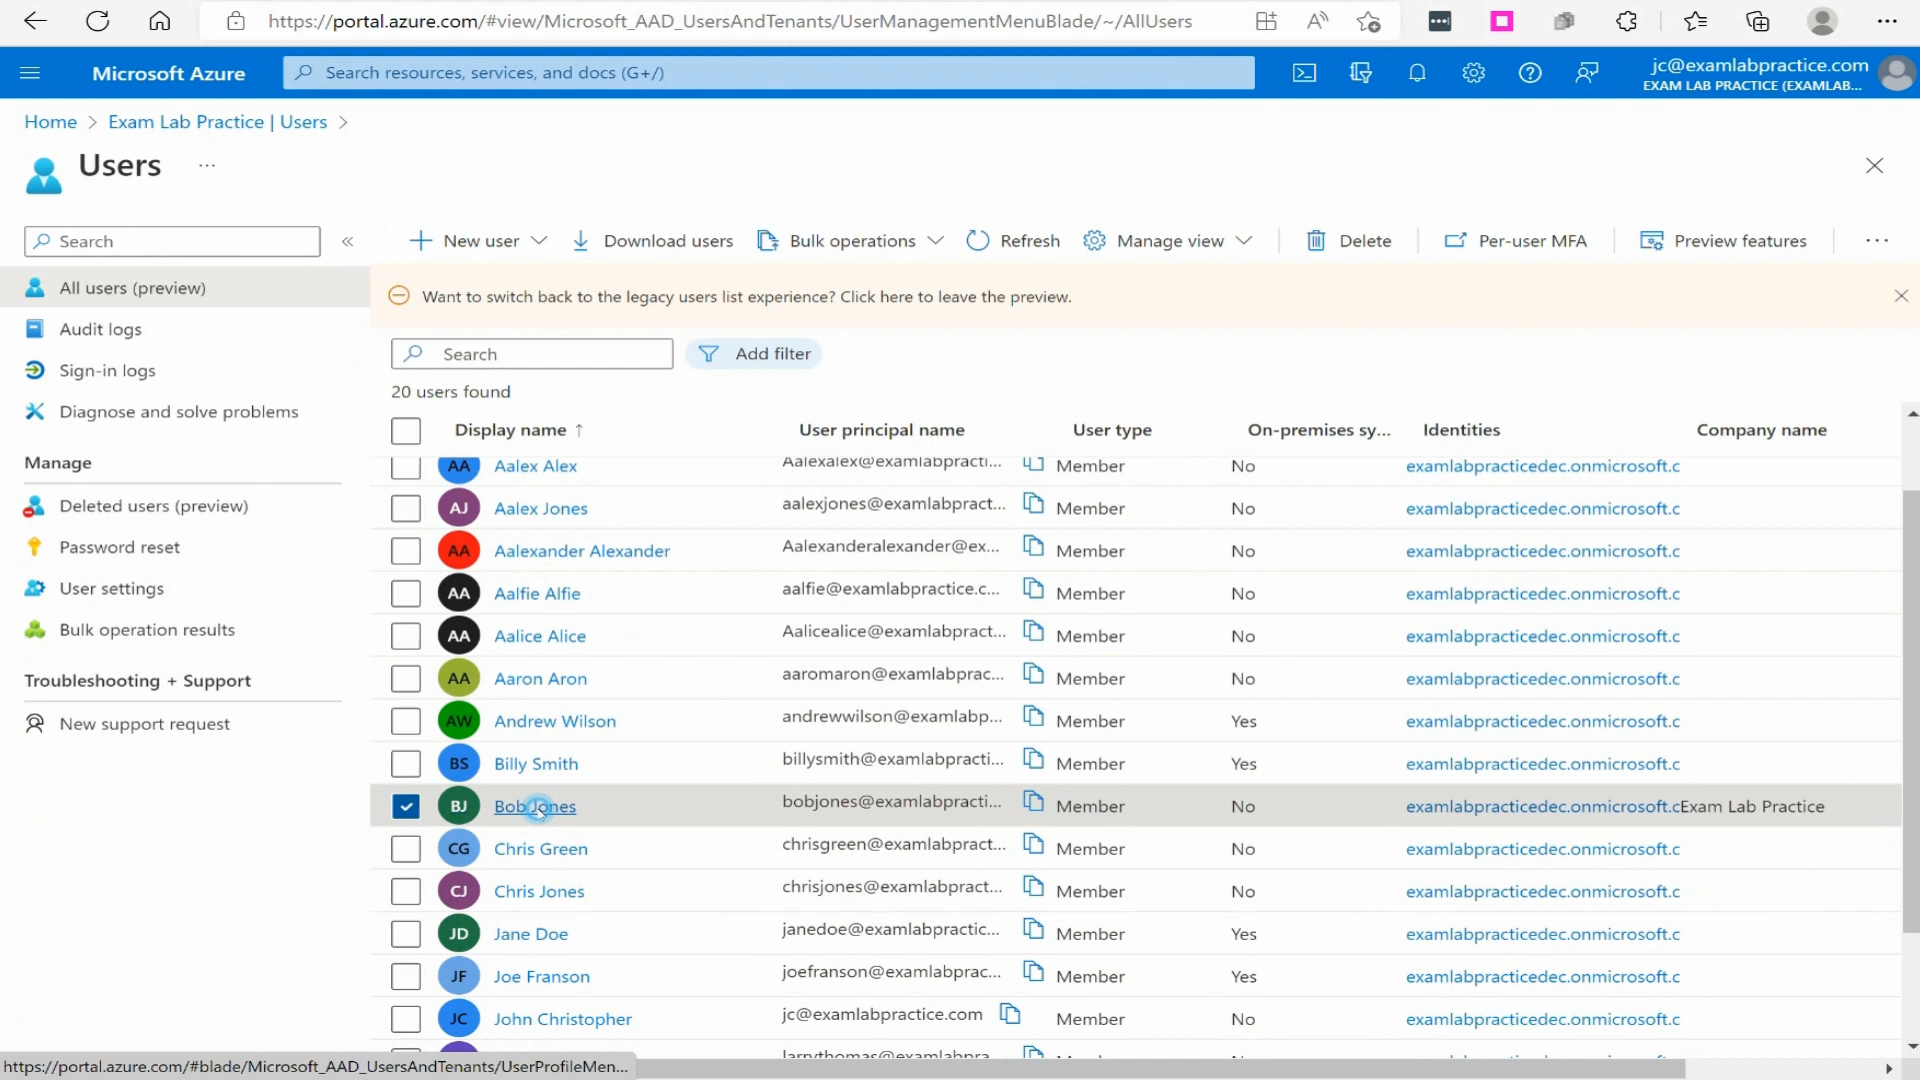 https://portal.azure.com/#view/Microsoft_AAD_UsersAndTenants/UserManagementMenuBlade/~/AllUsers
Microsoft Azure
Search resources, services, and docs (G+/)
jc@examlabpractice.com
EXAM LAB PRACTICE (EXAMLAB...
Home > Exam Lab Practice | Users >
Users ...
Search
«
New user
Download users
Bulk operations
Refresh
Manage view
Delete
Per-user MFA
Preview features
...
All users (preview)
Audit logs
Sign-in logs
Diagnose and solve problems
Manage
Deleted users (preview)
Password reset
User settings
Bulk operation results
Troubleshooting + Support
New support request
Want to switch back to the legacy users list experience? Click here to leave the preview.
Search
Add filter
20 users found
Display name ↑ User principal name User type On-premises sy... Identities Company name
AA Aalex Alex Aalexalex@examlabpracti... Member No examlabpracticedec.onmicrosoft.c
AJ Aalex Jones aalexjones@examlabpract... Member No examlabpracticedec.onmicrosoft.c
AA Aalexander Alexander Aalexanderalexander@ex... Member No examlabpracticedec.onmicrosoft.c
AA Aalfie Alfie aalfie@examlabpractice.c... Member No examlabpracticedec.onmicrosoft.c
AA Aalice Alice Aalicealice@examlabpract... Member No examlabpracticedec.onmicrosoft.c
AA Aaron Aron aaromaron@examlabprac... Member No examlabpracticedec.onmicrosoft.c
AW Andrew Wilson andrewwilson@examlabp... Member Yes examlabpracticedec.onmicrosoft.c
BS Billy Smith billysmith@examlabpracti... Member Yes examlabpracticedec.onmicrosoft.c
BJ Bob Jones bobjones@examlabpracti... Member No examlabpracticedec.onmicrosoft.c Exam Lab Practice
CG Chris Green chrisgreen@examlabpract... Member No examlabpracticedec.onmicrosoft.c
CJ Chris Jones chrisjones@examlabpract... Member No examlabpracticedec.onmicrosoft.c
JD Jane Doe janedoe@examlabpractic... Member Yes examlabpracticedec.onmicrosoft.c
JF Joe Franson joefranson@examlabprac... Member Yes examlabpracticedec.onmicrosoft.c
JC John Christopher jc@examlabpractice.com Member No examlabpracticedec.onmicrosoft.c
larrythomas@examlabpra...
https://portal.azure.com/#blade/Microsoft_AAD_UsersAndTenants/UserProfileMen...